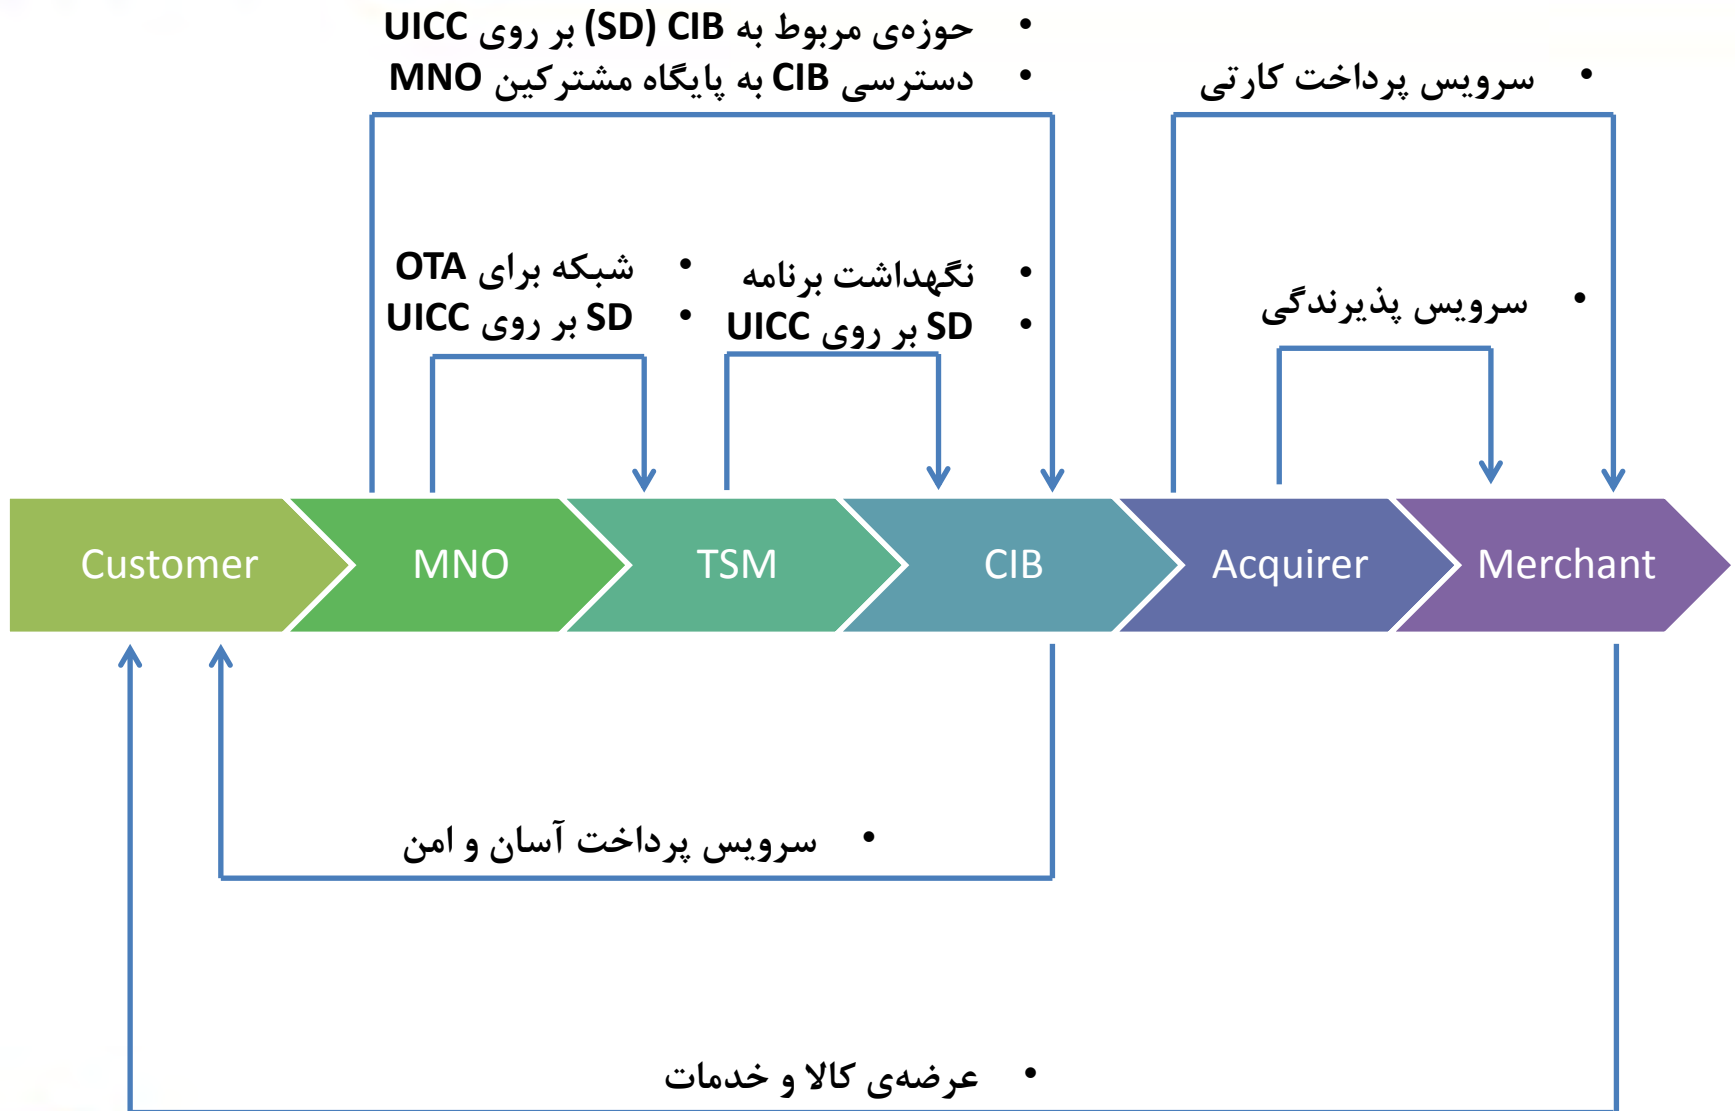 • حوزه‌ی مربوط به CIB (SD) بر روی UICC
• دسترسی CIB به پایگاه مشترکین MNO
• سرویس پرداخت کارتی
• شبکه برای OTA
• SD بر روی UICC
• نگهداشت برنامه
• SD بر روی UICC
• سرویس پذیرندگی
Customer
MNO
TSM
CIB
Acquirer
Merchant
• سرویس پرداخت آسان و امن
• عرضه‌ی کالا و خدمات